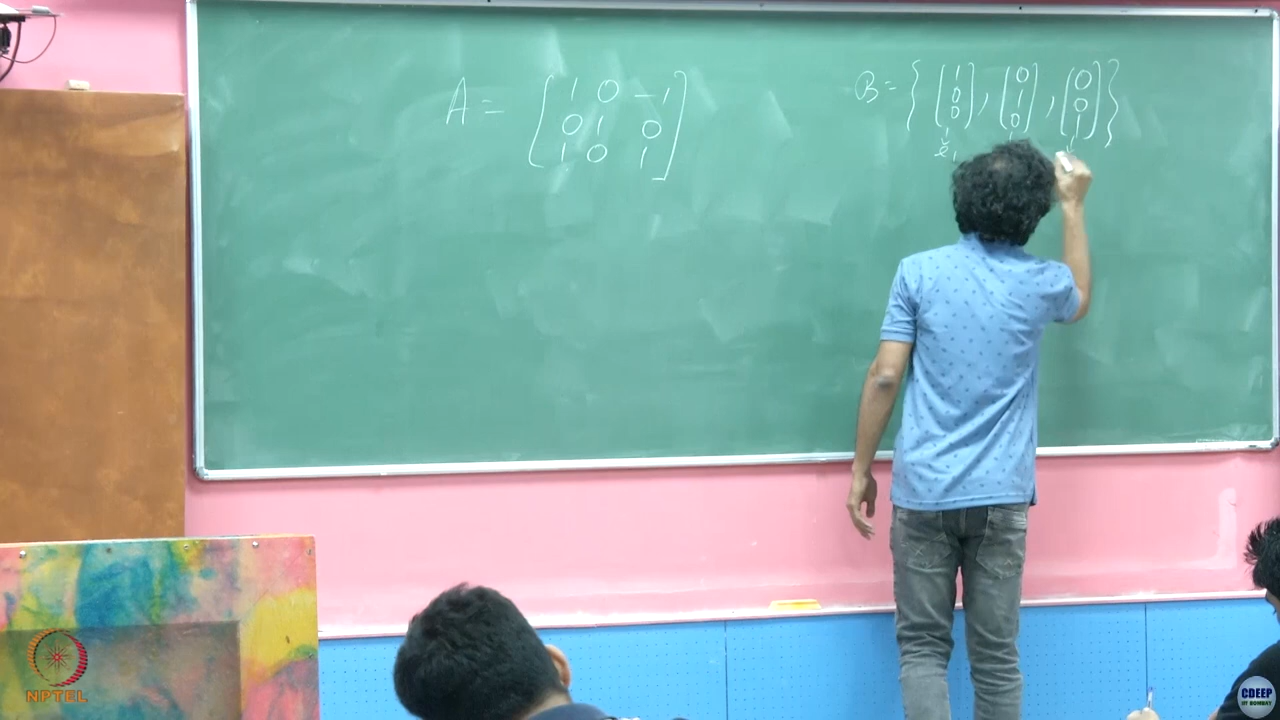 A = [ 1 0 -1
0 1 0
1 0 1 ]
B = { (1 0 0), (0 1 0), (0 0 1) }
e₁
NPTEL
CDEEP
IIT BOMBAY